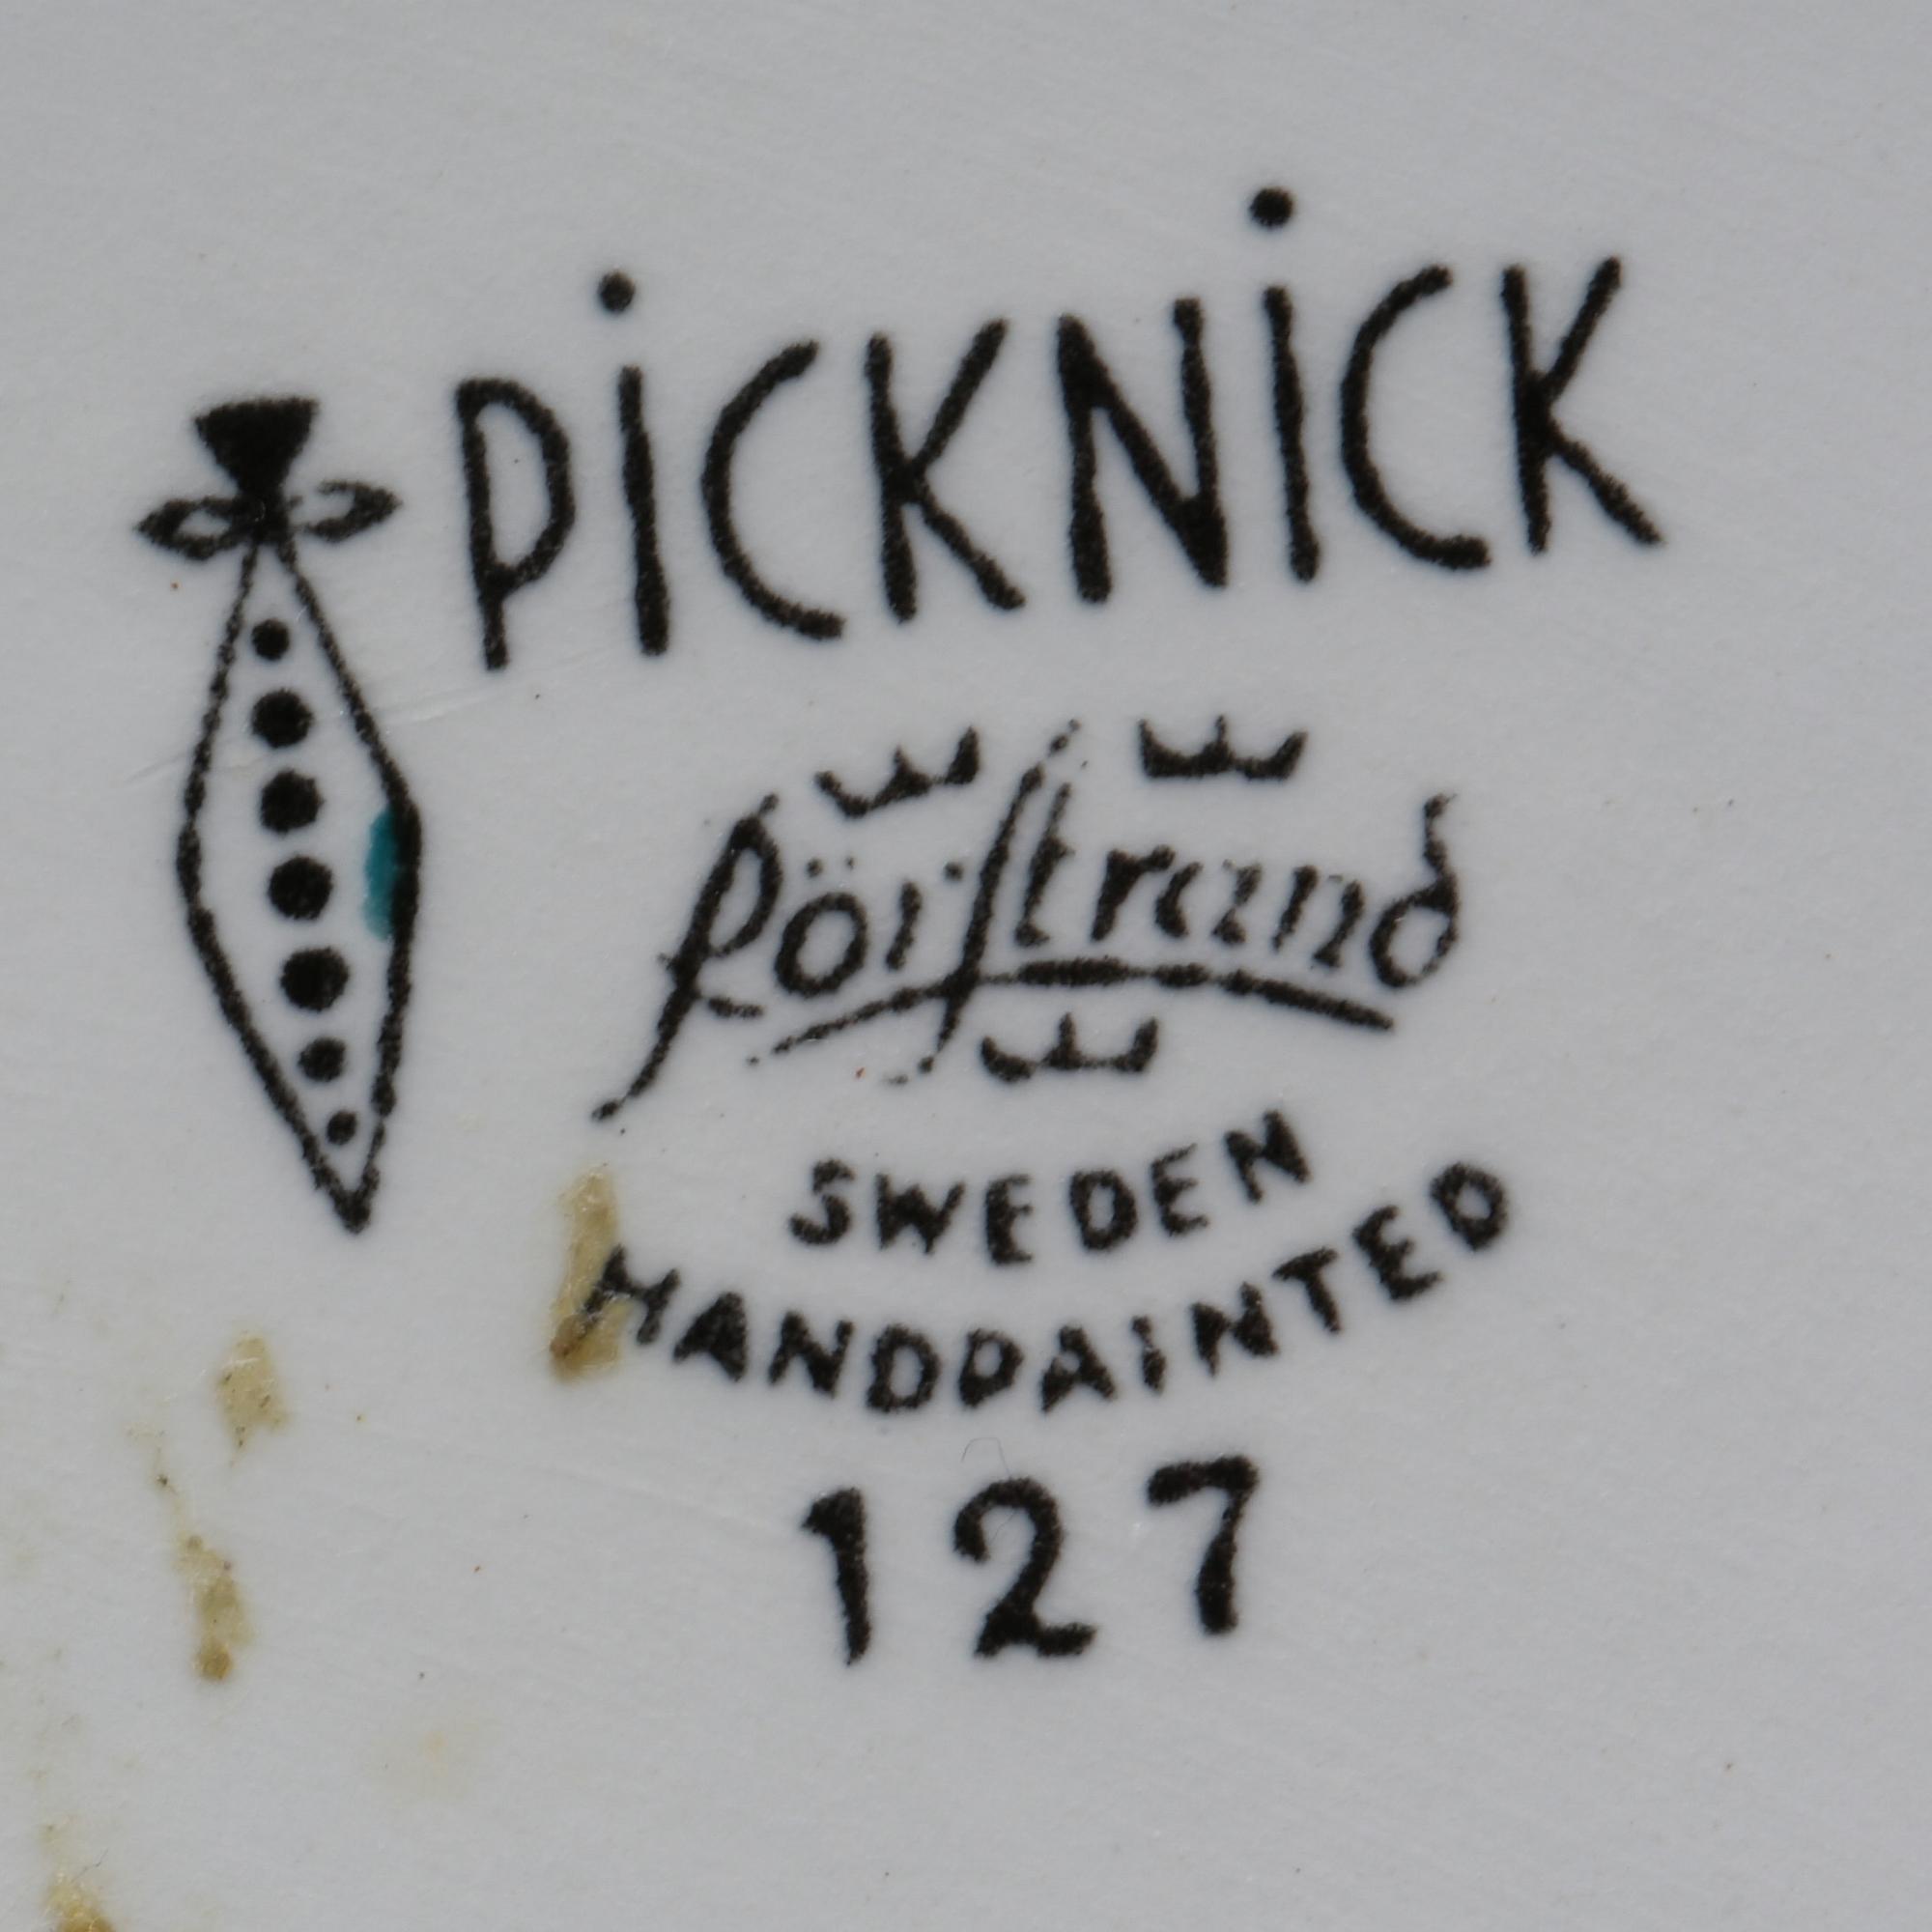 PiCKNiCK
Rörstrand
SWEDEN
HANDPAINTED
127